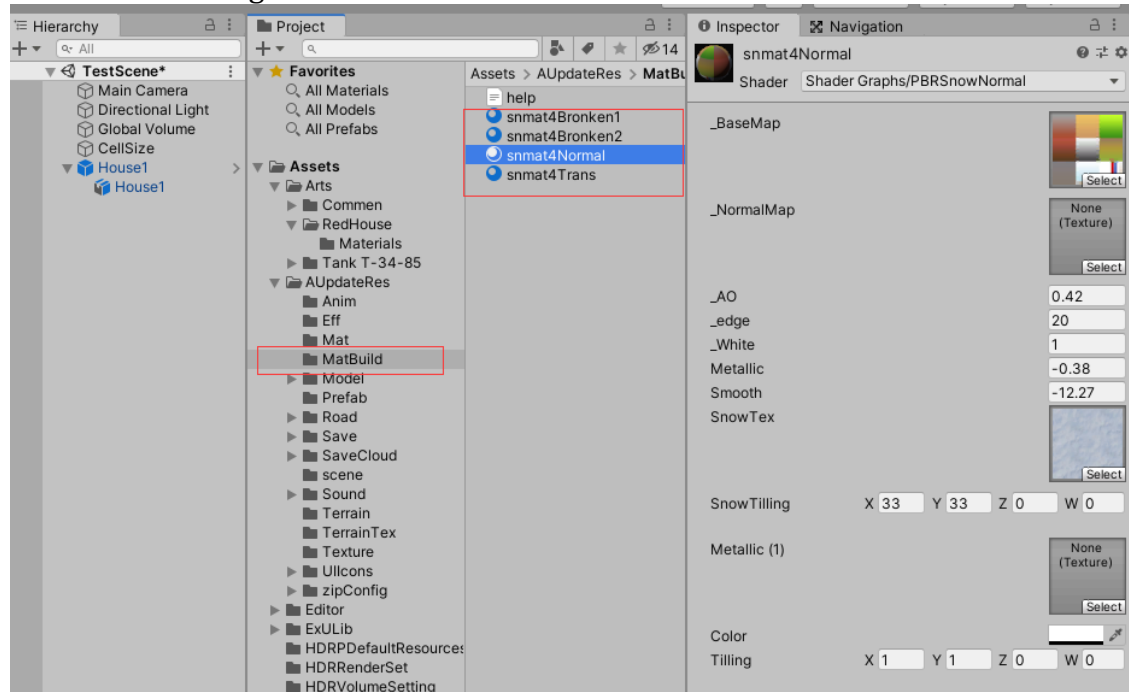 Hierarchy
All
TestScene*
Main Camera
Directional Light
Global Volume
CellSize
House1
House1
Project
14
Favorites
All Materials
All Models
All Prefabs
Assets
Arts
Commen
RedHouse
Materials
Tank T-34-85
AUpdateRes
Anim
Eff
Mat
MatBuild
Model
Prefab
Road
Save
SaveCloud
scene
Sound
Terrain
TerrainTex
Texture
UIIcons
zipConfig
Editor
ExULib
HDRPDefaultResources
HDRRenderSet
HDRVolumeSetting
Assets > AUpdateRes > MatBu
help
snmat4Bronken1
snmat4Bronken2
snmat4Normal
snmat4Trans
Inspector Navigation
snmat4Normal
Shader Shader Graphs/PBRSnowNormal
_BaseMap
Select
_NormalMap None
(Texture)
Select
_AO 0.42
_edge 20
_White 1
Metallic -0.38
Smooth -12.27
SnowTex
Select
SnowTilling X 33 Y 33 Z 0 W 0
Metallic (1) None
(Texture)
Select
Color
Tilling X 1 Y 1 Z 0 W 0